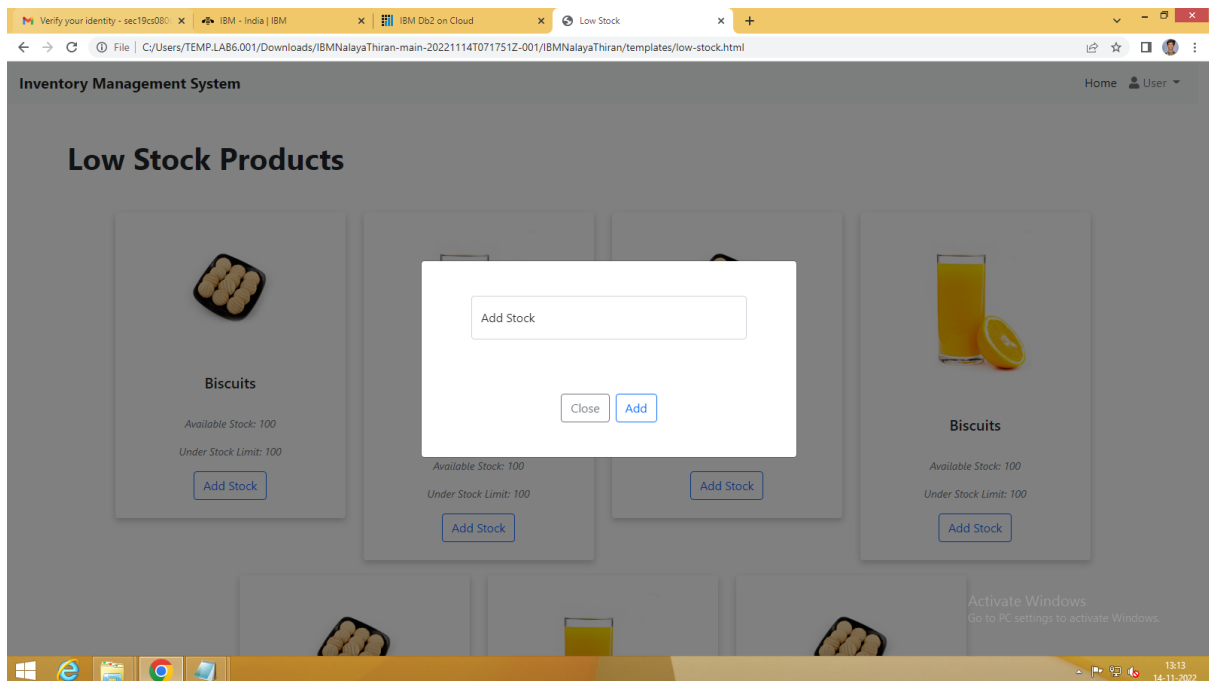 Verify your identity - sec19cs080
IBM - India | IBM
IBM Db2 on Cloud
Low Stock
File
C:/Users/TEMP.LAB6.001/Downloads/IBMNalayaThiran-main-20221114T071751Z-001/IBMNalayaThiran/templates/low-stock.html
Inventory Management System
Home
User
Low Stock Products
Add Stock
Close
Add
Biscuits
Available Stock: 100
Under Stock Limit: 100
Add Stock
Available Stock: 100
Under Stock Limit: 100
Add Stock
Add Stock
Biscuits
Available Stock: 100
Under Stock Limit: 100
Add Stock
Activate Windows
Go to PC settings to activate Windows.
13:13
14-11-2022